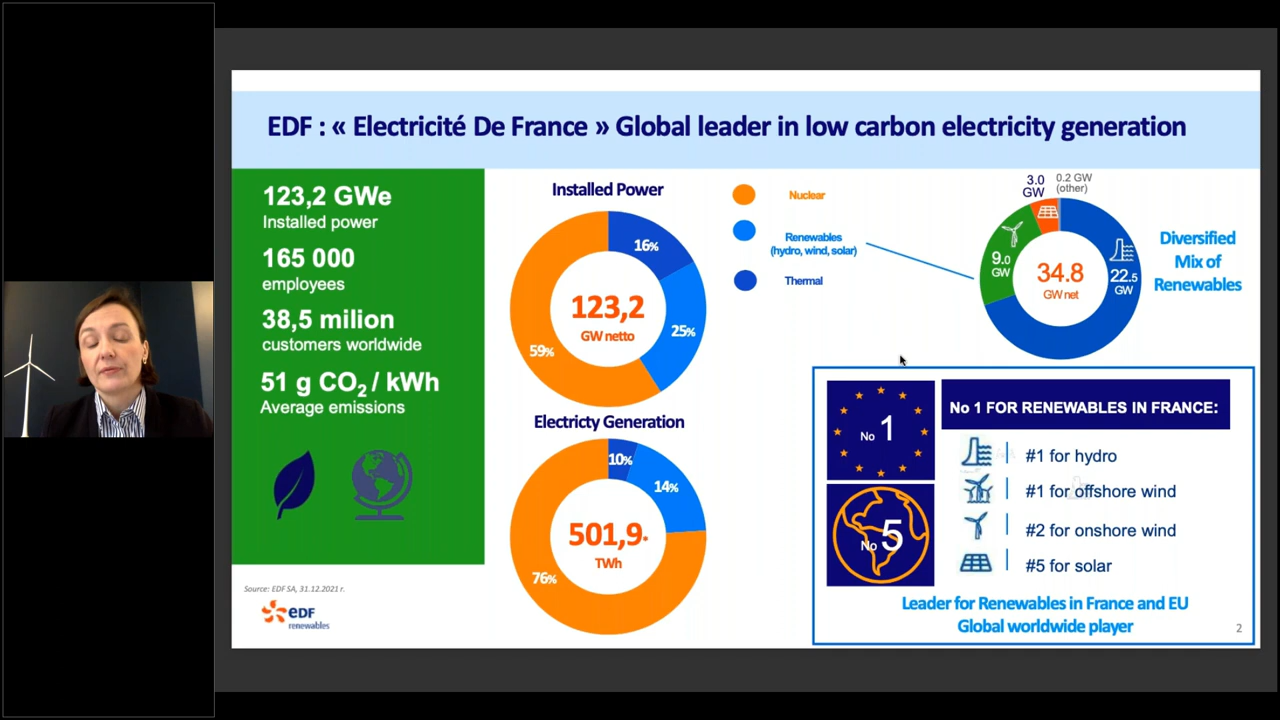 EDF : « Electricité De France » Global leader in low carbon electricity generation
123,2 GWe
Installed power
165 000
employees
38,5 milion
customers worldwide
51 g CO₂ / kWh
Average emissions
Source: EDF SA, 31.12.2021 r.
edf
renewables
Installed Power
16%
25%
59%
123,2
GW netto
Electricty Generation
10%
14%
76%
501,9.
TWh
Nuclear
Renewables
(hydro, wind, solar)
Thermal
3.0
GW
0.2 GW
(other)
9.0
GW
22.5
GW
34.8
GW net
Diversified
Mix of
Renewables
No 1
No 5
No 1 FOR RENEWABLES IN FRANCE:
#1 for hydro
#1 for offshore wind
#2 for onshore wind
#5 for solar
Leader for Renewables in France and EU
Global worldwide player
2